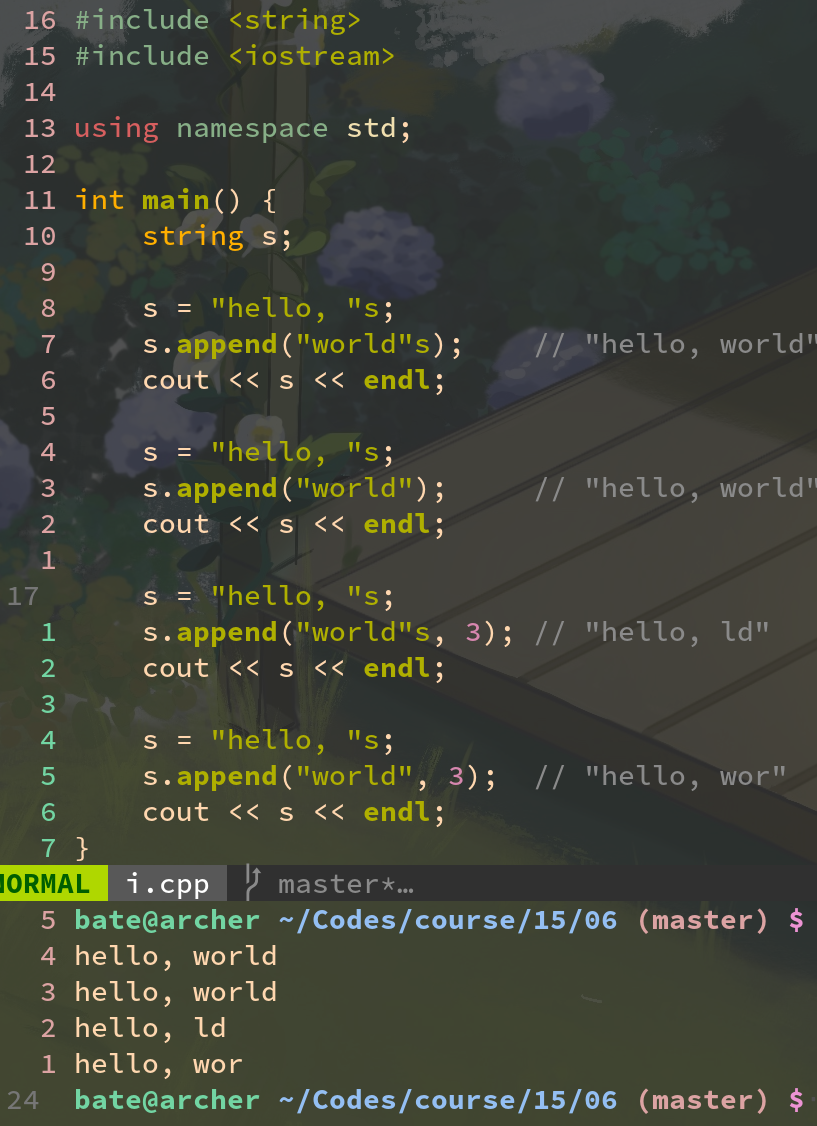 16 #include <string>
15 #include <iostream>
14
13 using namespace std;
12
11 int main() {
10     string s;
9
8     s = "hello, "s;
7     s.append("world"s);    // "hello, world"
6     cout << s << endl;
5
4     s = "hello, "s;
3     s.append("world");     // "hello, world"
2     cout << s << endl;
1
17     s = "hello, "s;
1     s.append("world"s, 3); // "hello, ld"
2     cout << s << endl;
3
4     s = "hello, "s;
5     s.append("world", 3);  // "hello, wor"
6     cout << s << endl;
7 }
NORMAL i.cpp master*…
5 bate@archer ~/Codes/course/15/06 (master) $
4 hello, world
3 hello, world
2 hello, ld
1 hello, wor
24 bate@archer ~/Codes/course/15/06 (master) $